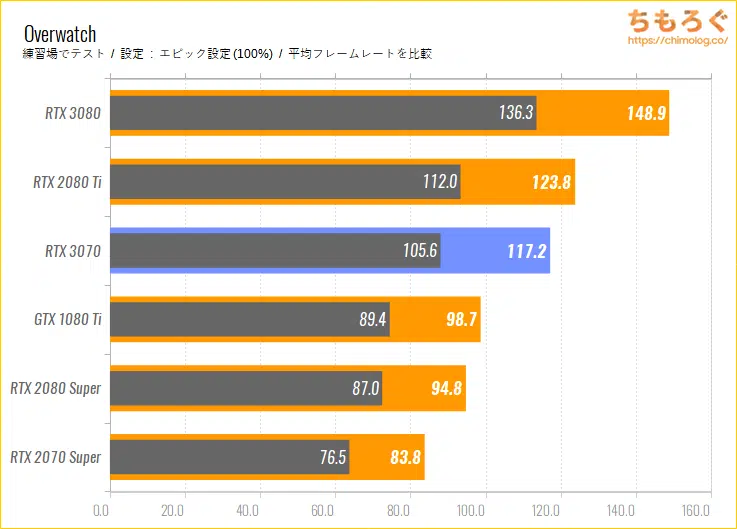 Overwatch
ちもろぐ
https://chimolog.co/
練習場でテスト / 設定 : エピック設定(100%) / 平均フレームレートを比較
RTX 3080 136.3 148.9
RTX 2080 Ti 112.0 123.8
RTX 3070 105.6 117.2
GTX 1080 Ti 89.4 98.7
RTX 2080 Super 87.0 94.8
RTX 2070 Super 76.5 83.8
0.0 20.0 40.0 60.0 80.0 100.0 120.0 140.0 160.0